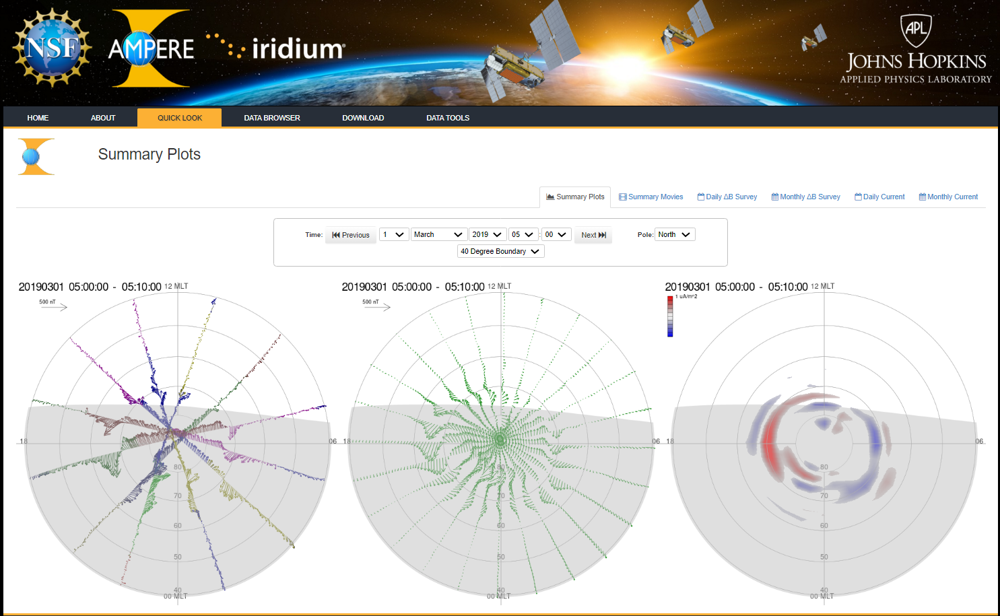 NSF AMPERE iridium
APL
JOHNS HOPKINS
APPLIED PHYSICS LABORATORY
HOME ABOUT QUICK LOOK DATA BROWSER DOWNLOAD DATA TOOLS
Summary Plots
Summary Plots Summary Movies Daily ΔB Survey Monthly ΔB Survey Daily Current Monthly Current
Time: Previous 1 March 2019 05 : 00 Next Pole: North
40 Degree Boundary
20190301 05:00:00 - 05:10:00 12 MLT
500 nT
18
06
80
70
60
50
40
00 MLT
20190301 05:00:00 - 05:10:00 12 MLT
500 nT
18
06
80
70
60
50
40
00 MLT
20190301 05:00:00 - 05:10:00 12 MLT
1 uA/m^2
18
06
80
70
60
50
40
00 MLT